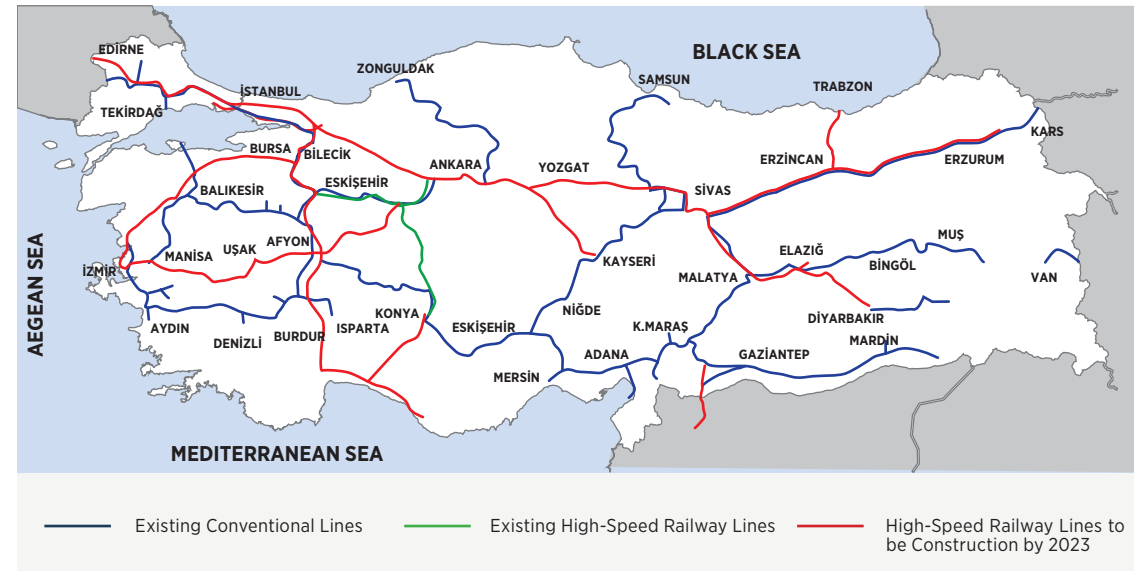 BLACK SEA
EDİRNE
ZONGULDAK
SAMSUN
TRABZON
İSTANBUL
TEKİRDAĞ
KARS
BURSA
BİLECİK
ANKARA
YOZGAT
ERZİNCAN
ERZURUM
ESKİŞEHİR
BALIKESİR
SİVAS
MUŞ
UŞAK
AFYON
MANİSA
ELAZIĞ
KAYSERİ
BİNGÖL
İZMİR
MALATYA
VAN
AEGEAN SEA
NİĞDE
KONYA
DİYARBAKIR
AYDIN
BURDUR
ISPARTA
ESKİŞEHİR
K.MARAŞ
DENİZLİ
MARDİN
ADANA
GAZİANTEP
MERSİN
MEDITERRANEAN SEA
Existing Conventional Lines
Existing High-Speed Railway Lines
High-Speed Railway Lines to
be Construction by 2023